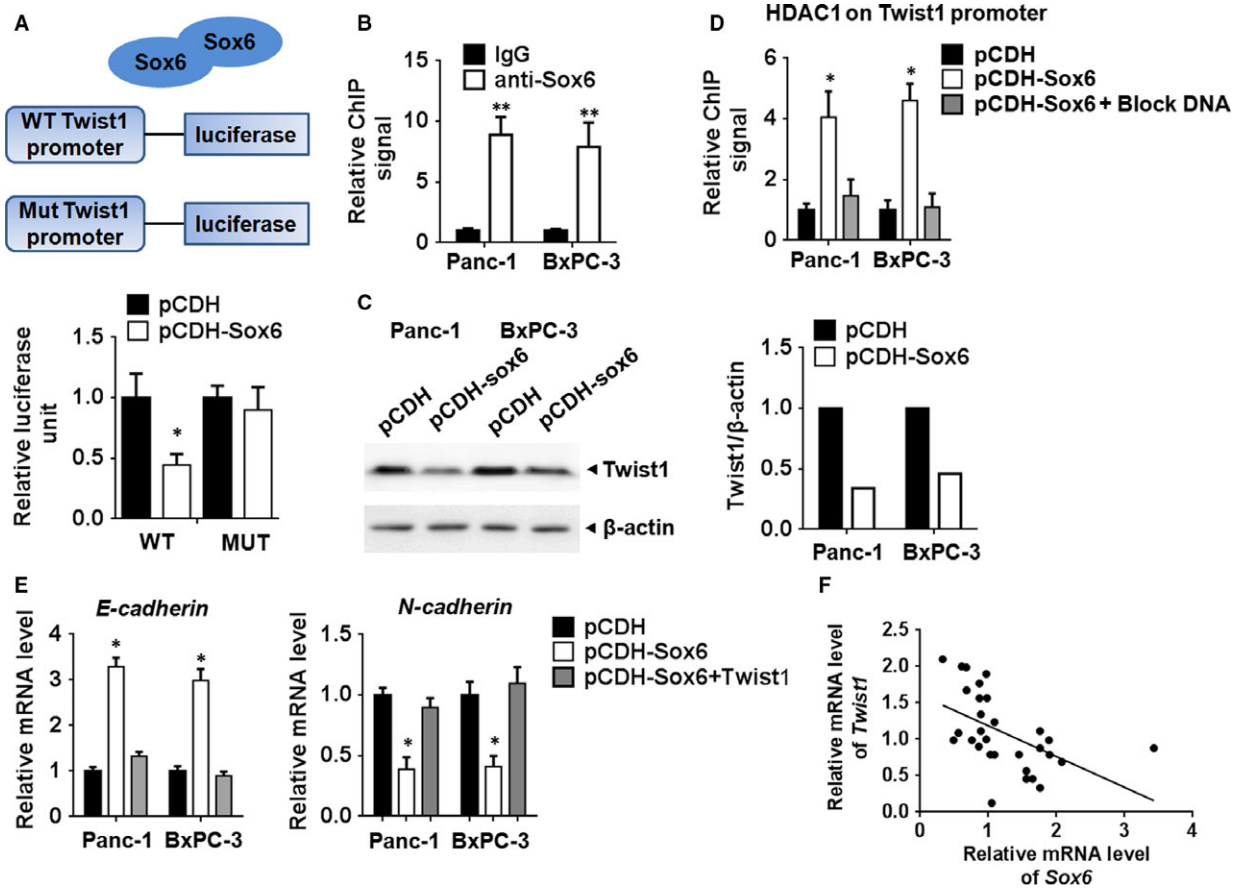 A
Sox6
Sox6
WT Twist1
promoter
luciferase
Mut Twist1
promoter
luciferase
pCDH
pCDH-Sox6
Relative luciferase
unit
1.5
1.0
0.5
0.0
WT
MUT
*
B
IgG
anti-Sox6
Relative ChIP
signal
15
10
5
0
**
**
Panc-1
BxPC-3
C
Panc-1
BxPC-3
pCDH
pCDH-sox6
pCDH
pCDH-sox6
Twist1
β-actin
pCDH
pCDH-Sox6
Twist1/β-actin
1.5
1.0
0.5
0.0
Panc-1
BxPC-3
D
HDAC1 on Twist1 promoter
pCDH
pCDH-Sox6
pCDH-Sox6 + Block DNA
Relative ChIP
signal
6
4
2
0
*
*
Panc-1
BxPC-3
E
E-cadherin
Relative mRNA level
4
3
2
1
0
*
*
Panc-1
BxPC-3
N-cadherin
Relative mRNA level
1.5
1.0
0.5
0.0
*
*
Panc-1
BxPC-3
pCDH
pCDH-Sox6
pCDH-Sox6+Twist1
F
Relative mRNA level
of Twist1
2.5
2.0
1.5
1.0
0.5
0.0
0
1
2
3
4
Relative mRNA level
of Sox6